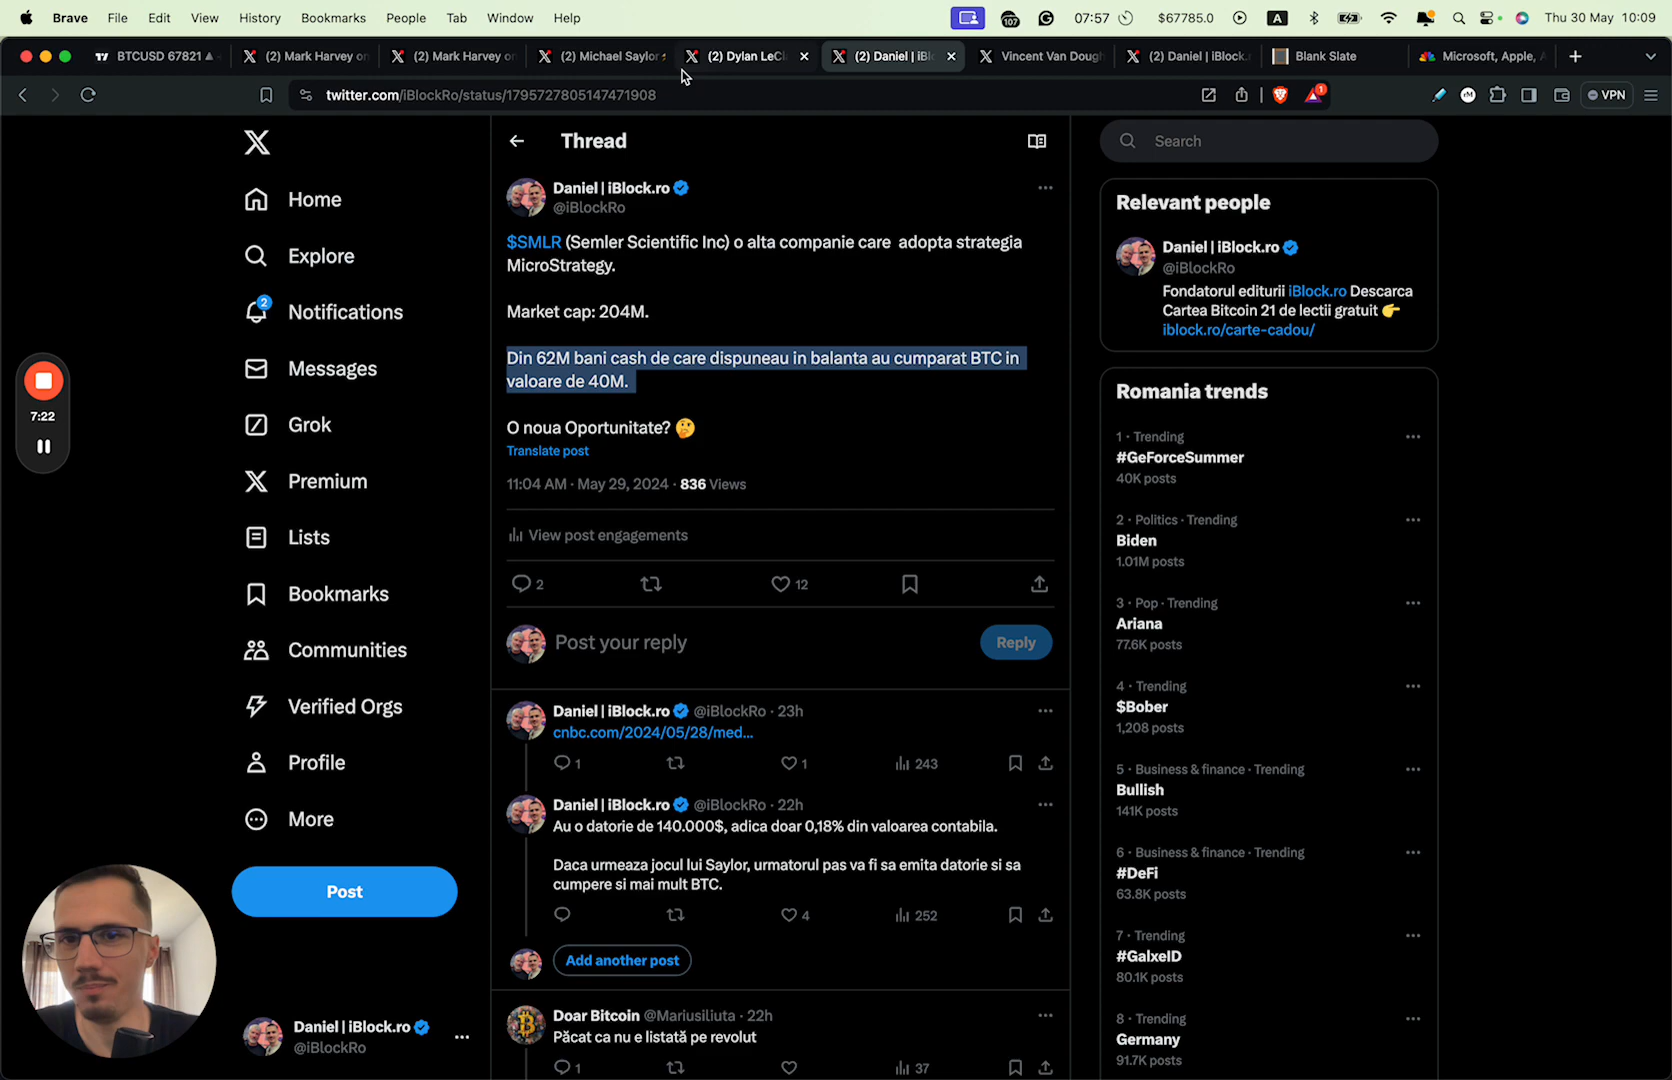 Brave File Edit View History Bookmarks People Tab Window Help
107 07:57 $67785.0 A Thu 30 May 10:09
BTCUSD 67821
(2) Mark Harvey on
(2) Mark Harvey on
(2) Michael Saylor
(2) Dylan LeCl
(2) Daniel | iBl
Vincent Van Dough
(2) Daniel | iBlock.
Blank Slate
Microsoft, Apple,
twitter.com/iBlockRo/status/1795727805147471908
1
VPN
Home
Explore
2
Notifications
Messages
Grok
Premium
Lists
Bookmarks
Communities
Verified Orgs
Profile
More
Post
Daniel | iBlock.ro
@iBlockRo
7:22
Thread
Daniel | iBlock.ro
@iBlockRo
$SMLR (Semler Scientific Inc) o alta companie care adopta strategia
MicroStrategy.
Market cap: 204M.
Din 62M bani cash de care dispuneau in balanta au cumparat BTC in
valoare de 40M.
O noua Oportunitate? 🤔
Translate post
11:04 AM · May 29, 2024 · 836 Views
View post engagements
2 12
Post your reply
Reply
Daniel | iBlock.ro @iBlockRo · 23h
cnbc.com/2024/05/28/med...
1 1 243
Daniel | iBlock.ro @iBlockRo · 22h
Au o datorie de 140.000$, adica doar 0,18% din valoarea contabila.
Daca urmeaza jocul lui Saylor, urmatorul pas va fi sa emita datorie si sa
cumpere si mai mult BTC.
4 252
Add another post
Doar Bitcoin @Mariusiliuta · 22h
Păcat ca nu e listată pe revolut
1 37
Search
Relevant people
Daniel | iBlock.ro
@iBlockRo
Fondatorul editurii iBlock.ro Descarca
Cartea Bitcoin 21 de lectii gratuit 👉
iblock.ro/carte-cadou/
Romania trends
1 · Trending
#GeForceSummer
40K posts
2 · Politics · Trending
Biden
1.01M posts
3 · Pop · Trending
Ariana
77.6K posts
4 · Trending
$Bober
1,208 posts
5 · Business & finance · Trending
Bullish
141K posts
6 · Business & finance · Trending
#DeFi
63.8K posts
7 · Trending
#GalxeID
80.1K posts
8 · Trending
Germany
91.7K posts